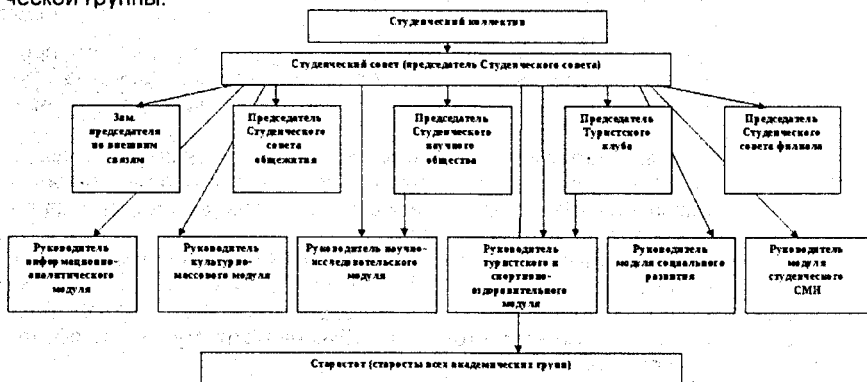 ческой группы.
Студенческий коллектив
Студенческий совет (председатель Студенческого совета)
Зам.
председателя
по внешним
связям
Председатель
Студенческого
совета
общежития
Председатель
Студенческого
научного
общества
Председатель
Туристского
клуба
Председатель
Студенческого
совета филиала
Руководитель
информационно-
аналитического
модуля
Руководитель
культурно-
массового модуля
Руководитель научно-
исследовательского
модуля
Руководитель
туристского и
спортивно-
оздоровительного
модуля
Руководитель
модуля социального
развития
Руководитель
модуля
студенческого
СМИ
Старостат (старосты всех академических групп)